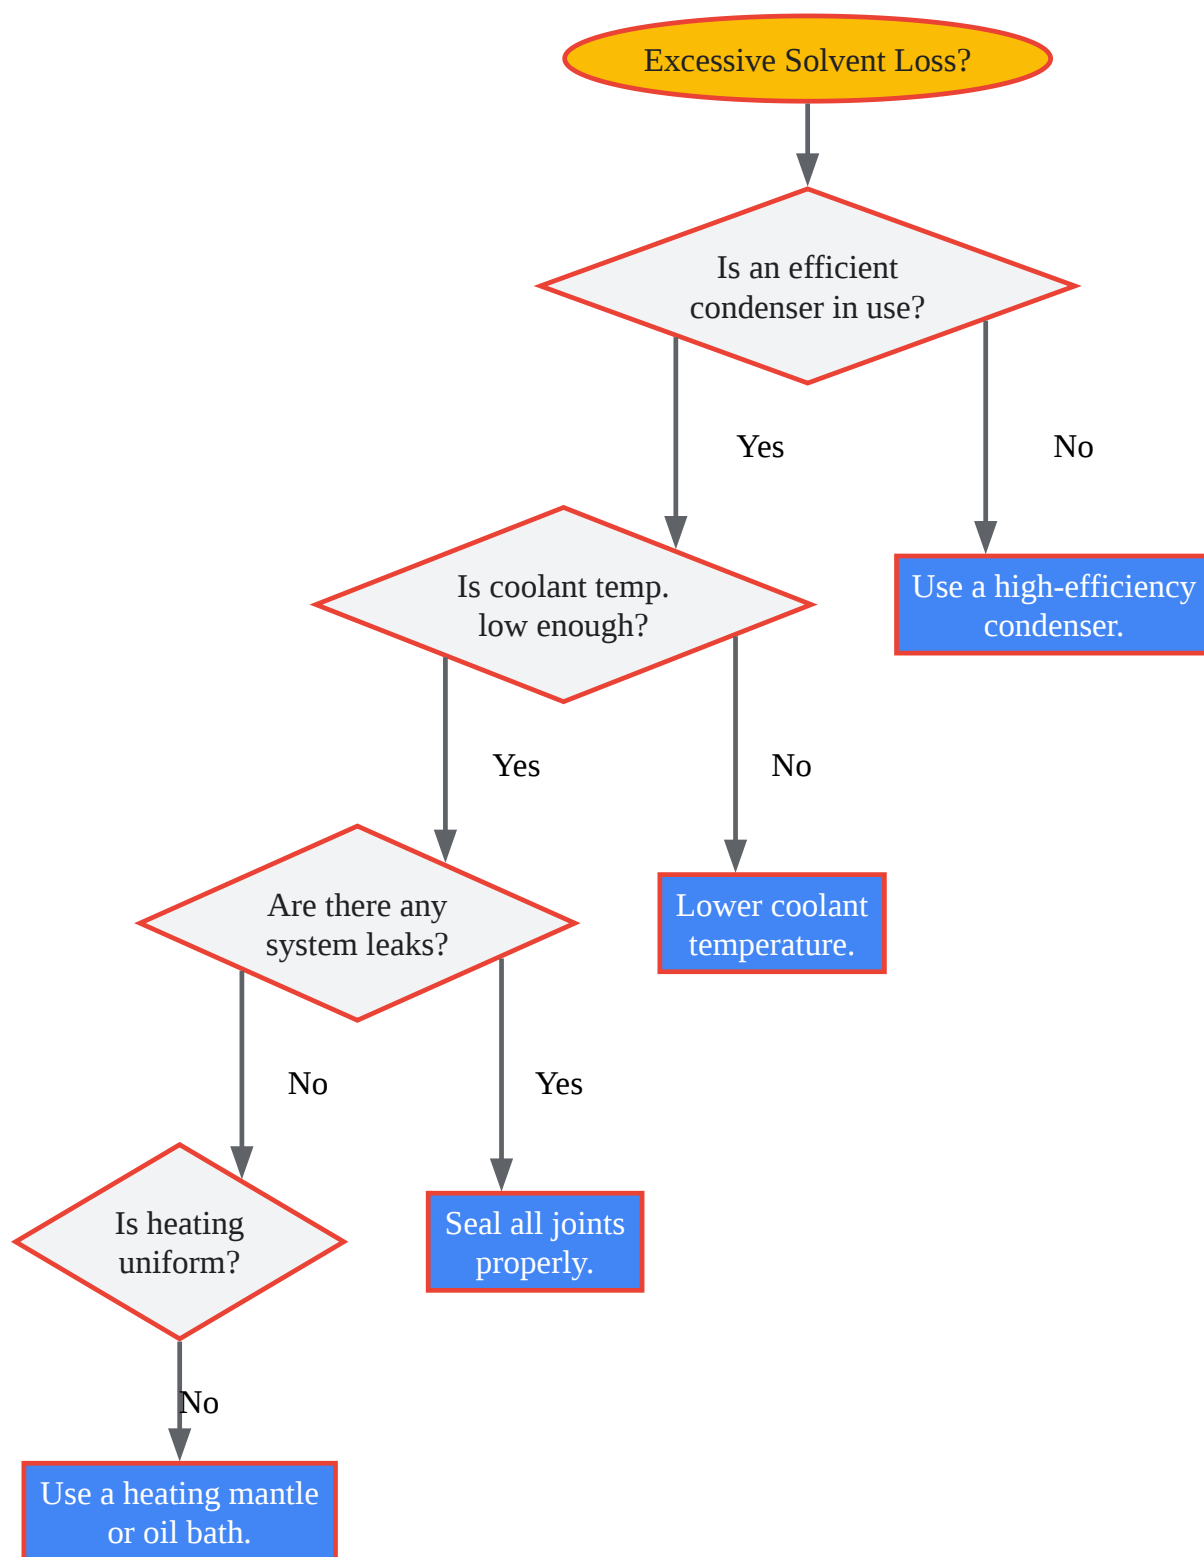 Excessive Solvent Loss?
Is an efficient
condenser in use?
Yes
No
Is coolant temp.
low enough?
Use a high-efficiency
condenser.
Yes
No
Are there any
system leaks?
Lower coolant
temperature.
No
Yes
Is heating
uniform?
Seal all joints
properly.
No
Use a heating mantle
or oil bath.